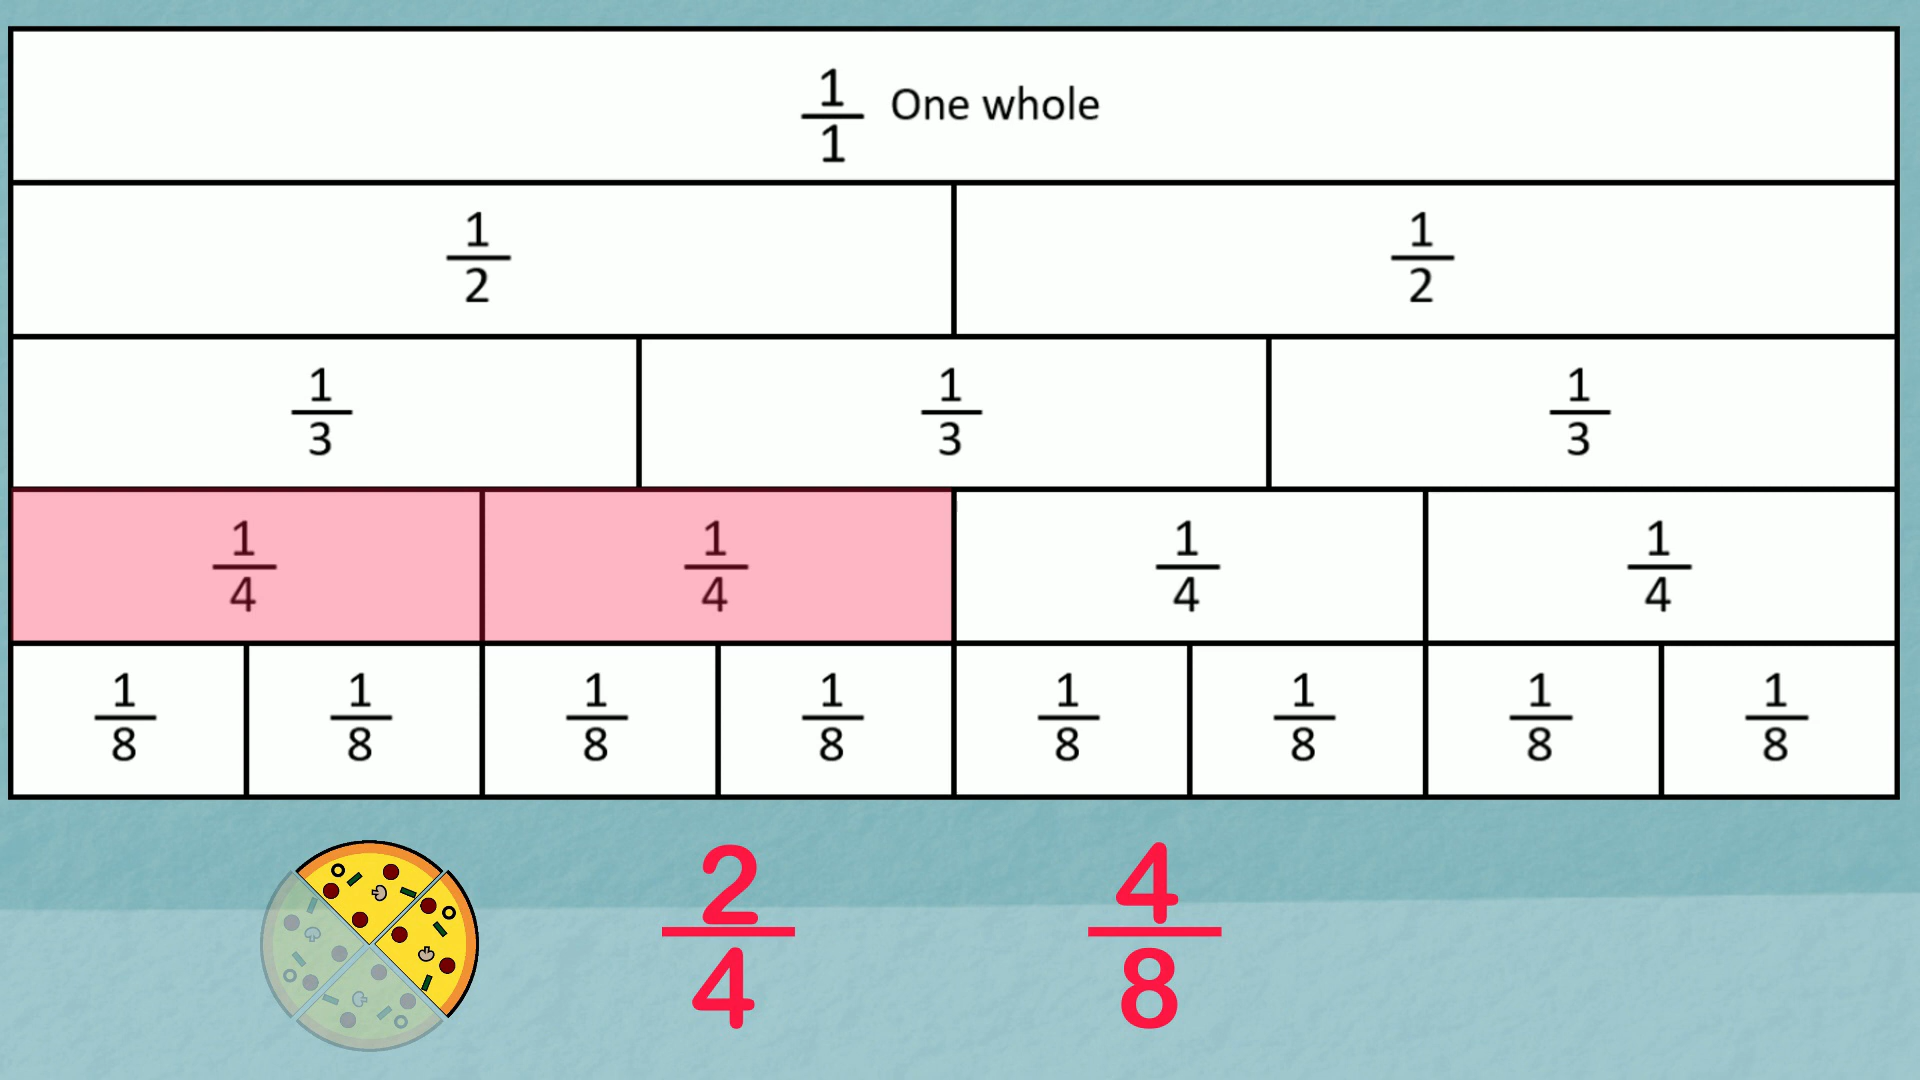 1/1 One whole
1/2 1/2
1/3 1/3 1/3
1/4 1/4 1/4 1/4
1/8 1/8 1/8 1/8 1/8 1/8 1/8 1/8
2/4 4/8